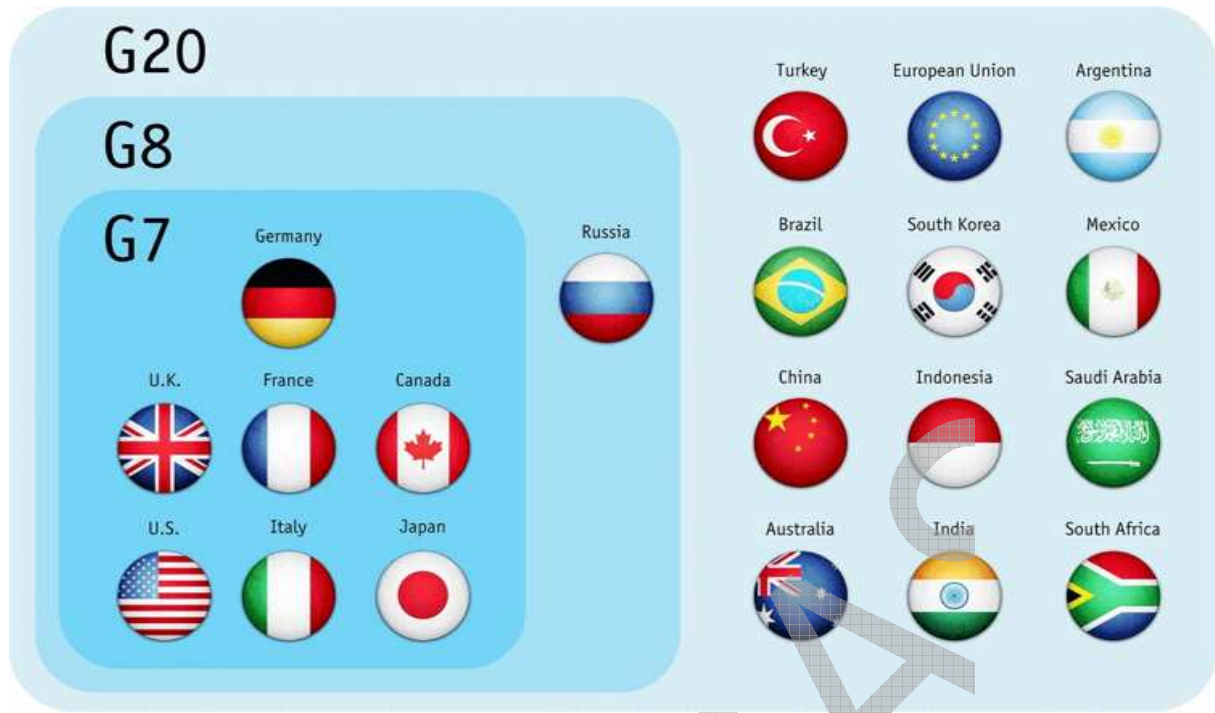 G20
G8
G7
Germany
U.K.
France
Canada
U.S.
Italy
Japan
Russia
Turkey
European Union
Argentina
Brazil
South Korea
Mexico
China
Indonesia
Saudi Arabia
Australia
India
South Africa